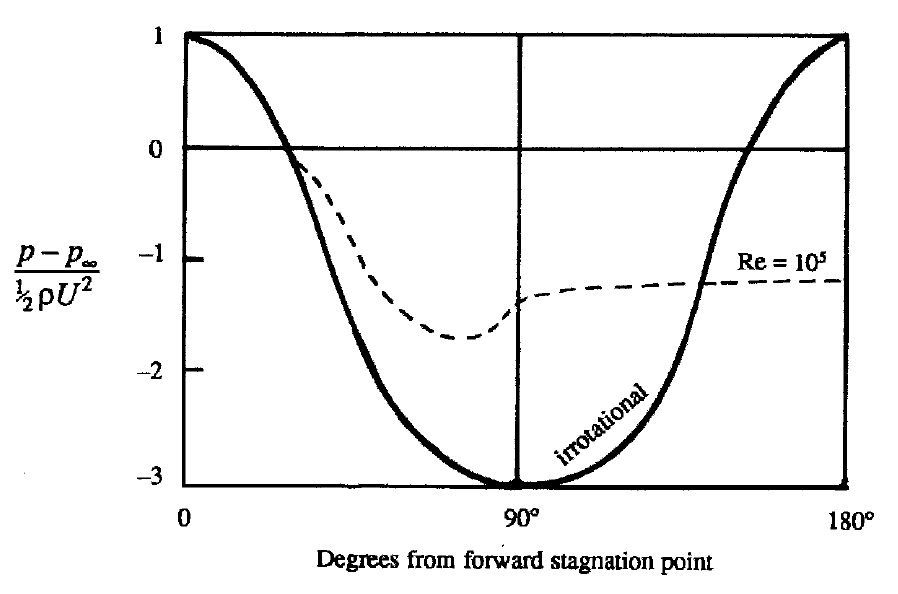 1
0
−1
−2
−3
p − p∞
½ρU²
Re = 10⁵
irrotational
0
90°
180°
Degrees from forward stagnation point